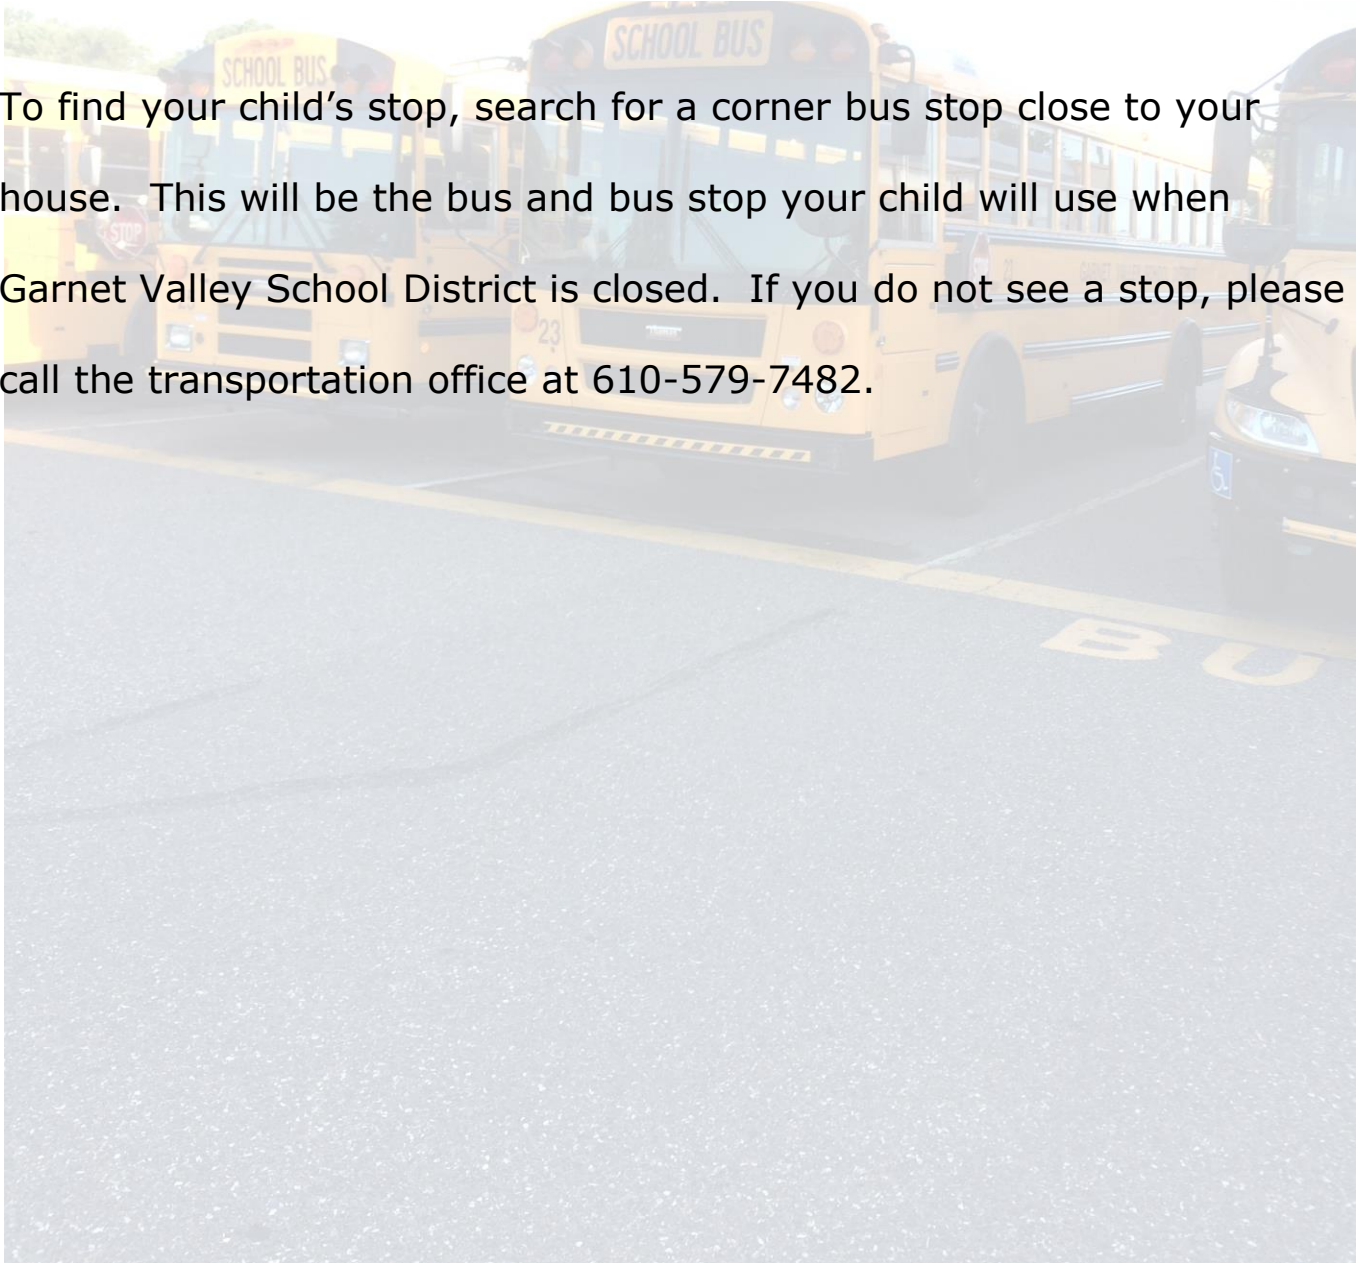 SCHOOL BUS
SCHOOL BUS
To find your child’s stop, search for a corner bus stop close to your
house.  This will be the bus and bus stop your child will use when
STOP
Garnet Valley School District is closed.  If you do not see a stop, please
23
call the transportation office at 610-579-7482.
BU